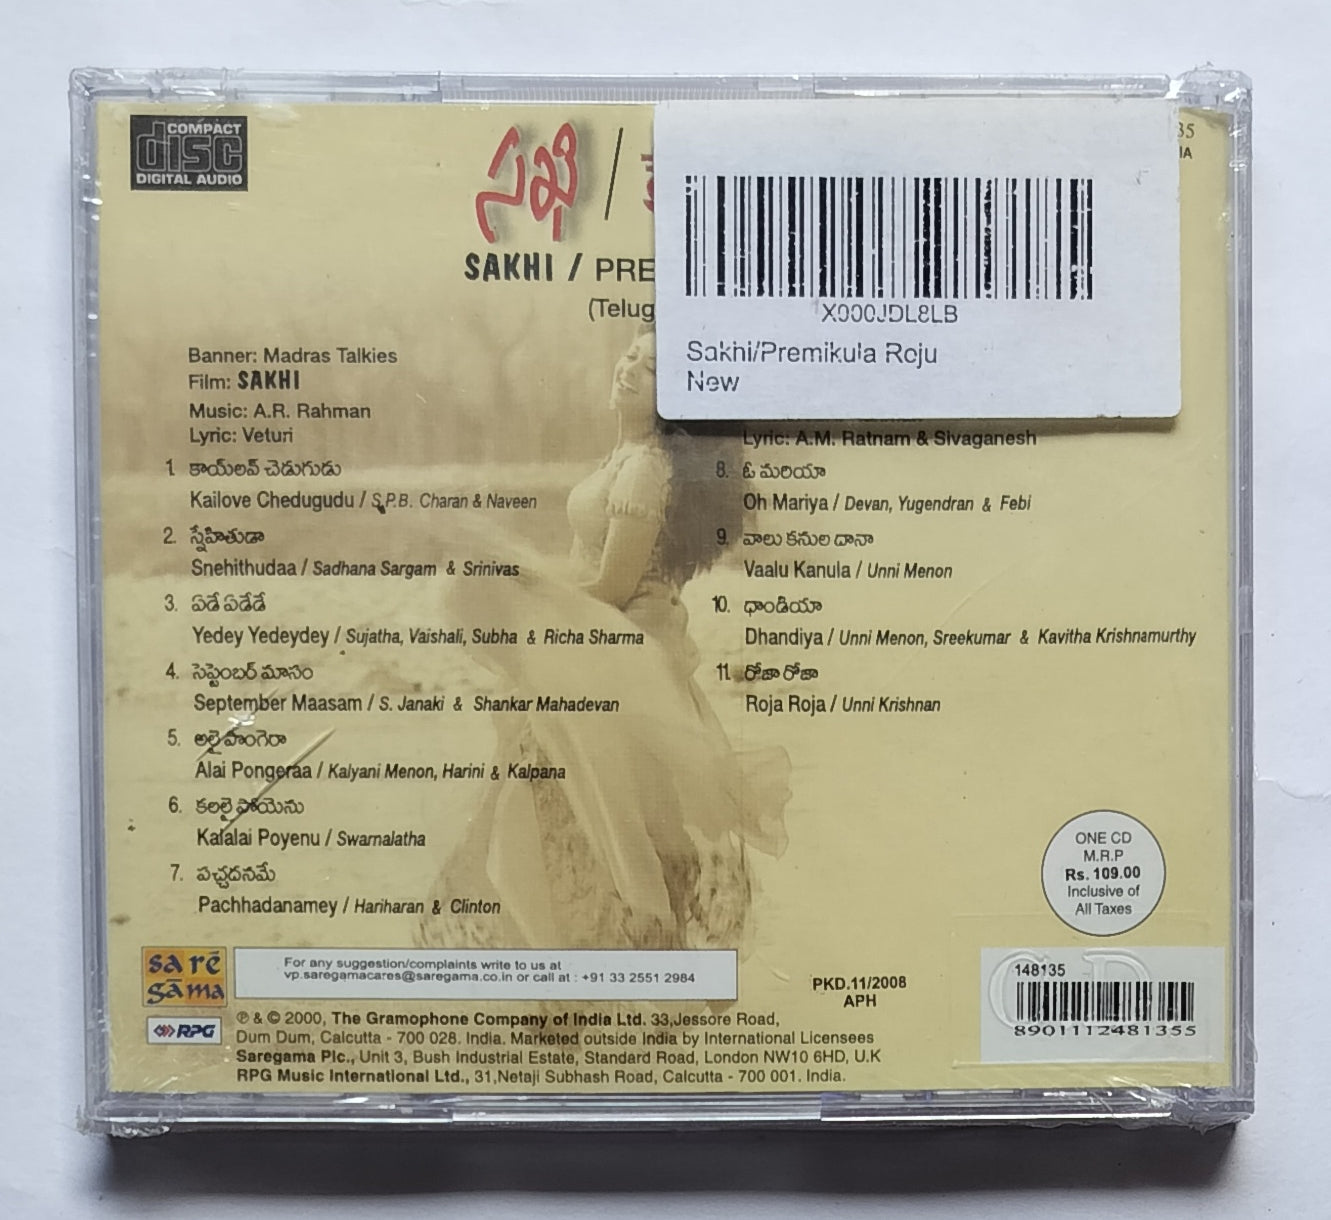 COMPACT
disc
DIGITAL AUDIO
సఖి /
SAKHI /
X000JDL8LB
Sakhi/Premikula Roju
New
Banner: Madras Talkies
Film: SAKHI
Music: A.R. Rahman
Lyric: Veturi
1. కాయ్‌లవ్ చెడుగుడు
Kailove Chedugudu / S.P.B. Charan & Naveen
2. స్నేహితుడా
Snehithudaa / Sadhana Sargam & Srinivas
3. ఏడే ఏడేడే
Yedey Yedeydey / Sujatha, Vaishali, Subha & Richa Sharma
4. సెప్టెంబర్ మాసం
September Maasam / S. Janaki & Shankar Mahadevan
5. అలై పొంగెరా
Alai Pongeraa / Kalyani Menon, Harini & Kalpana
6. కలలై పోయెను
Kalalai Poyenu / Swarnalatha
7. పచ్చదనమే
Pachhadanamey / Hariharan & Clinton
Lyric: A.M. Ratnam & Sivaganesh
8. ఓ మరియా
Oh Mariya / Devan, Yugendran & Febi
9. వాలు కనుల దానా
Vaalu Kanula / Unni Menon
10. ధాండియా
Dhandiya / Unni Menon, Sreekumar & Kavitha Krishnamurthy
11. రోజా రోజా
Roja Roja / Unni Krishnan
ONE CD
M.R.P
Rs. 109.00
Inclusive of
All Taxes
sa rē
gāma
RPG
For any suggestion/complaints write to us at
vp.saregamacares@saregama.co.in or call at : +91 33 2551 2984
PKD.11/2008
APH
CD
148135
8901112481355
℗ & © 2000, The Gramophone Company of India Ltd. 33,Jessore Road,
Dum Dum, Calcutta - 700 028. India. Marketed outside India by International Licensees
Saregama Plc., Unit 3, Bush Industrial Estate, Standard Road, London NW10 6HD, U.K
RPG Music International Ltd., 31,Netaji Subhash Road, Calcutta - 700 001. India.